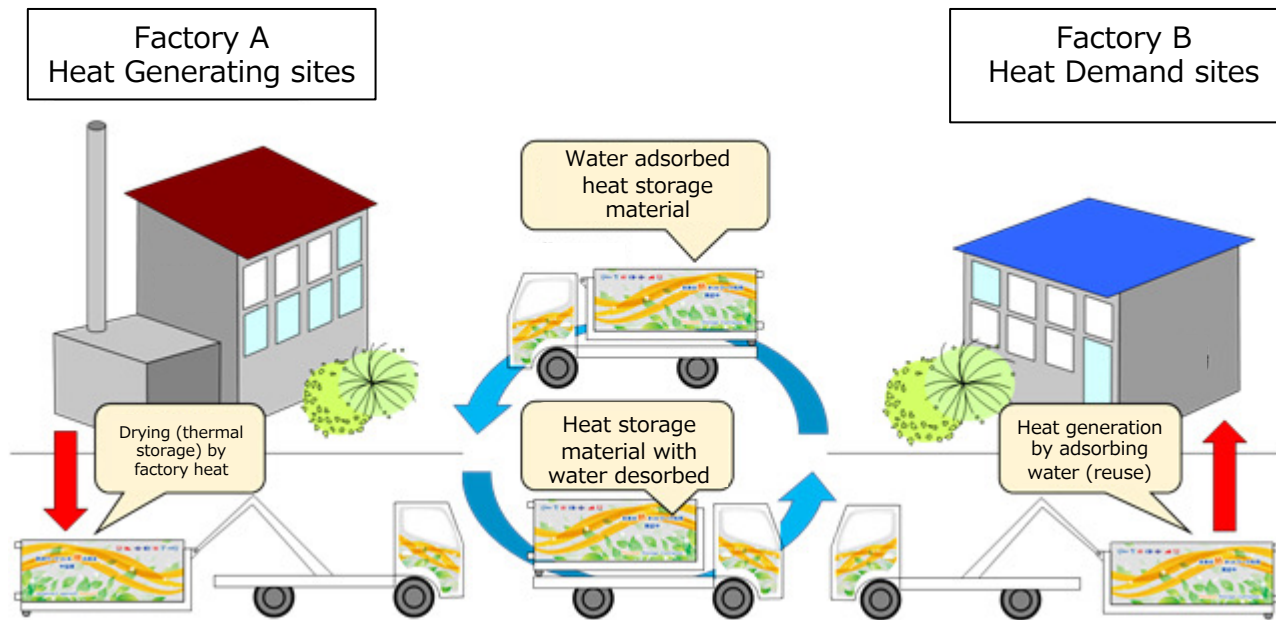 Factory A
Heat Generating sites
Factory B
Heat Demand sites
Water adsorbed
heat storage
material
Drying (thermal
storage) by
factory heat
Heat storage
material with
water desorbed
Heat generation
by adsorbing
water (reuse)